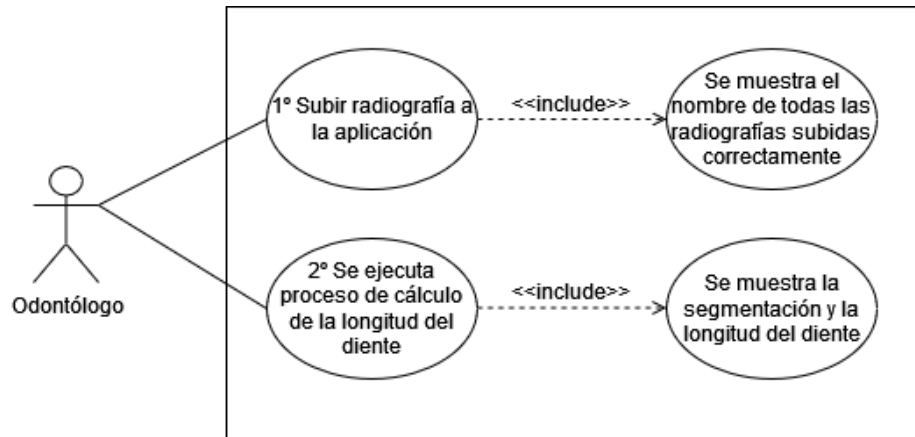 1º Subir radiografía a
la aplicación
<<include>>
Se muestra el
nombre de todas las
radiografías subidas
correctamente
Odontólogo
2º Se ejecuta
proceso de cálculo
de la longitud del
diente
<<include>>
Se muestra la
segmentación y la
longitud del diente